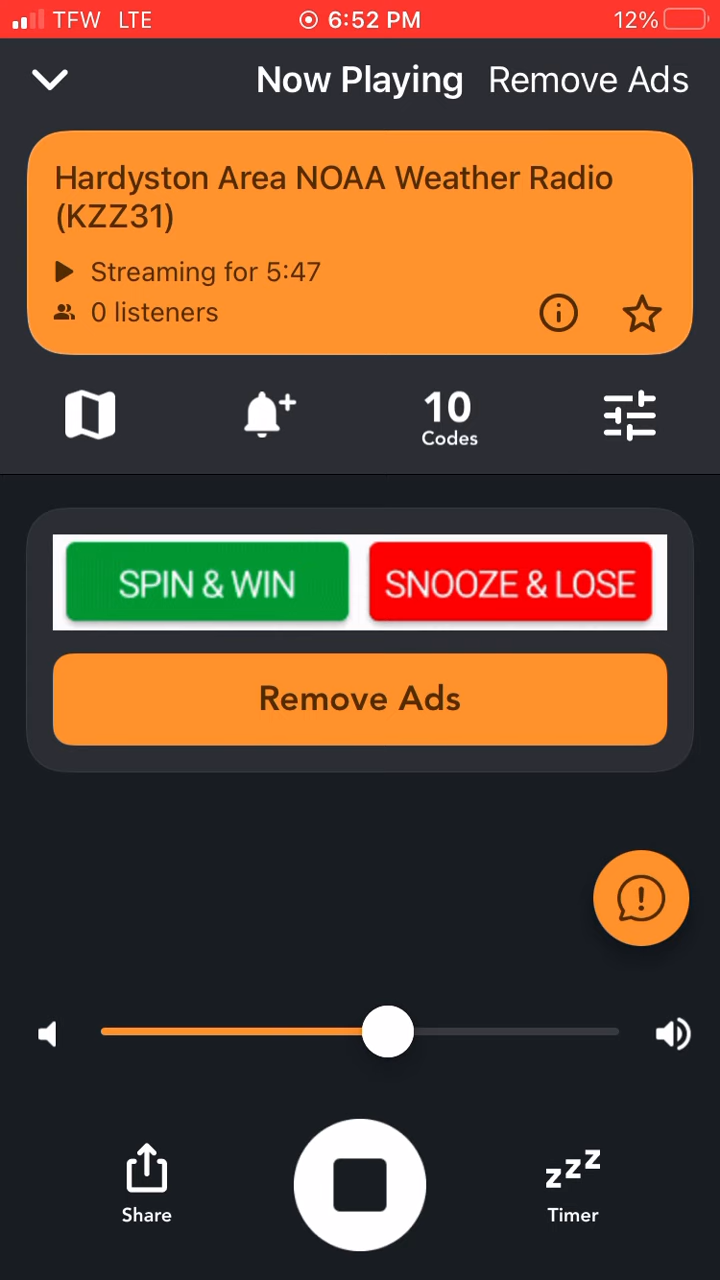 TFW LTE 6:52 PM 12%
Now Playing Remove Ads
Hardyston Area NOAA Weather Radio
(KZZ31)
Streaming for 5:47
0 listeners
10
Codes
SPIN & WIN SNOOZE & LOSE
Remove Ads
zzz
Share Timer